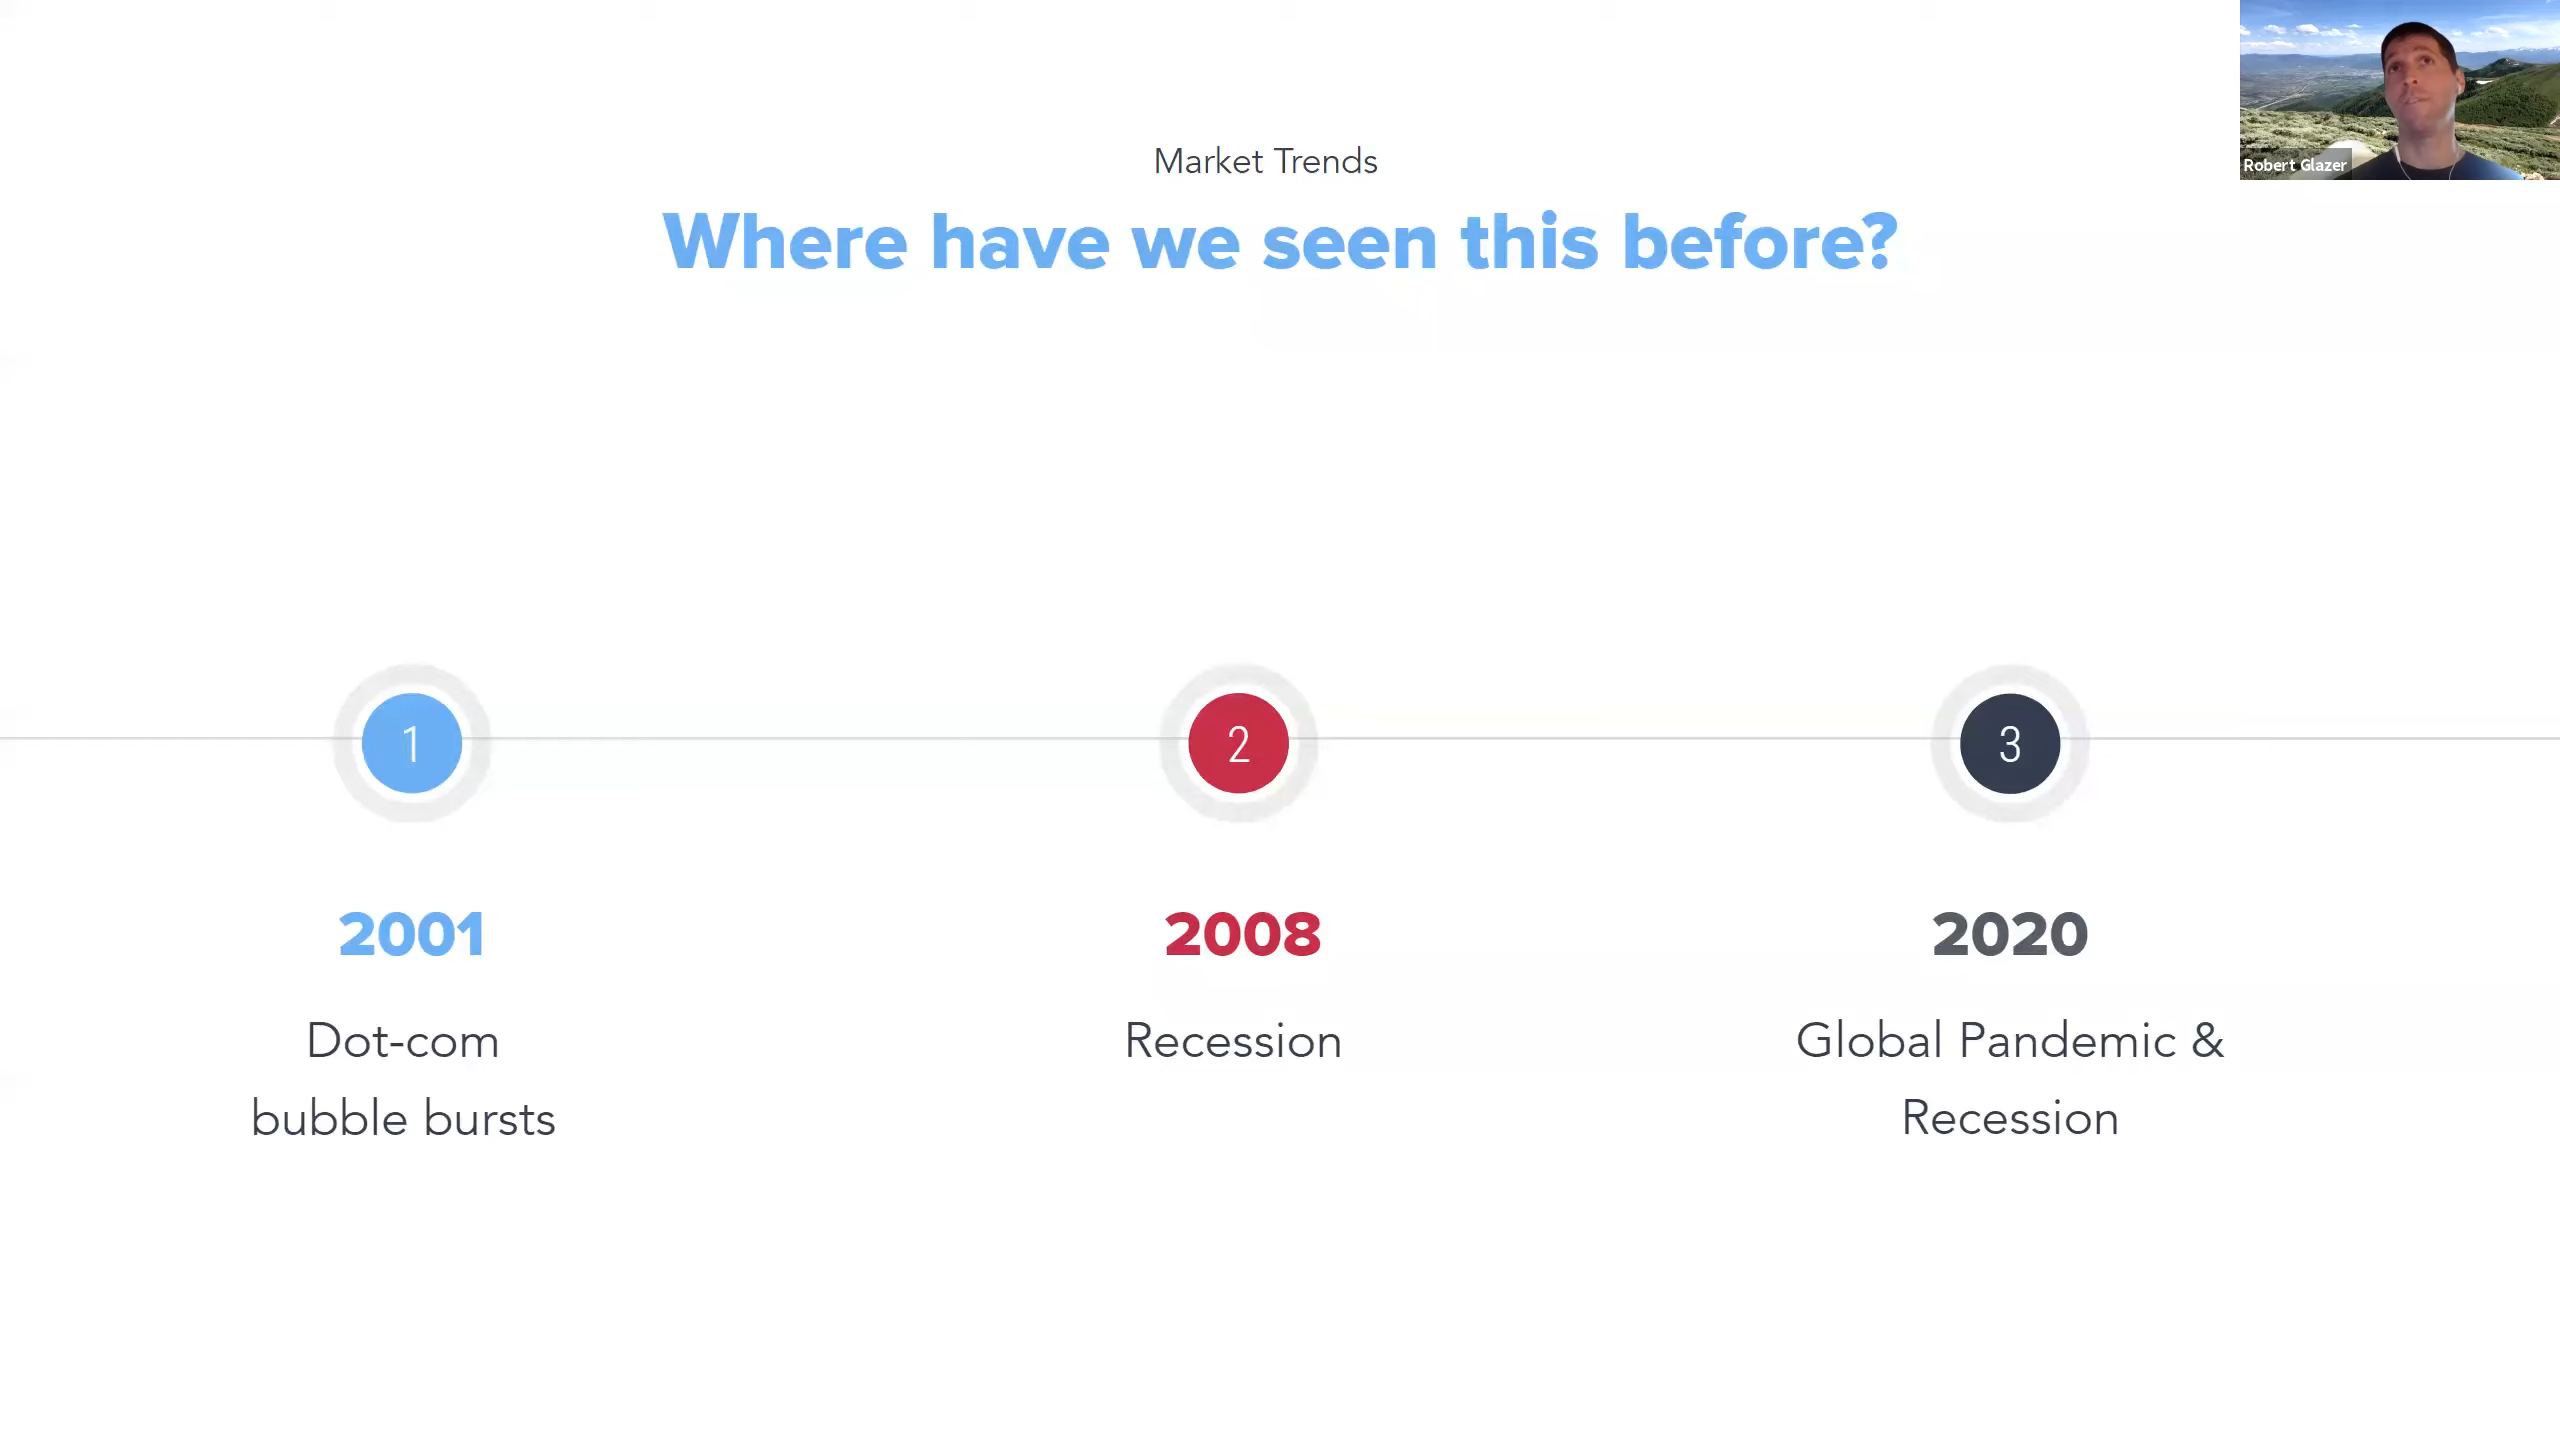 Market Trends
Where have we seen this before?
Robert Glazer
1
2
3
2001
2008
2020
Dot-com
bubble bursts
Recession
Global Pandemic &
Recession